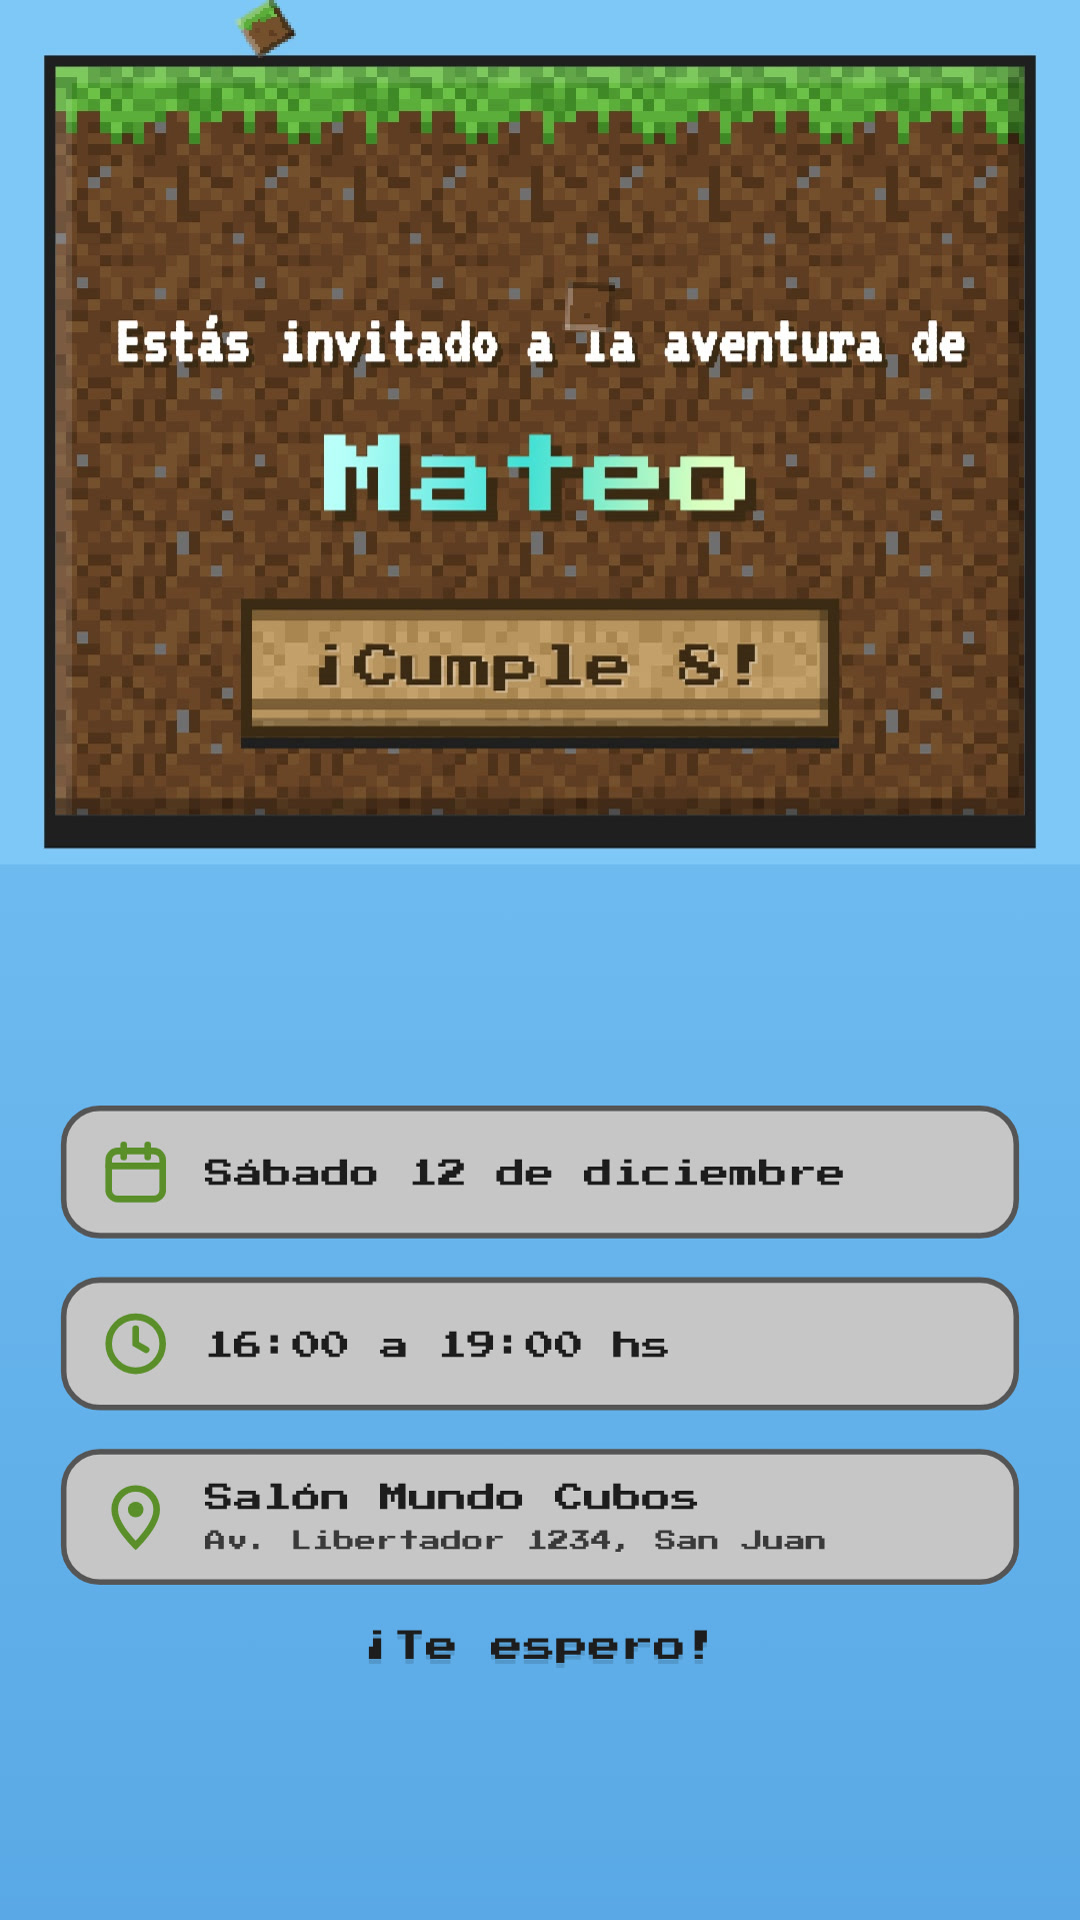 Estás invitado a la aventura de
Mateo
¡Cumple 8!
Sábado 12 de diciembre
16:00 a 19:00 hs
Salón Mundo Cubos
Av. Libertador 1234, San Juan
¡Te espero!